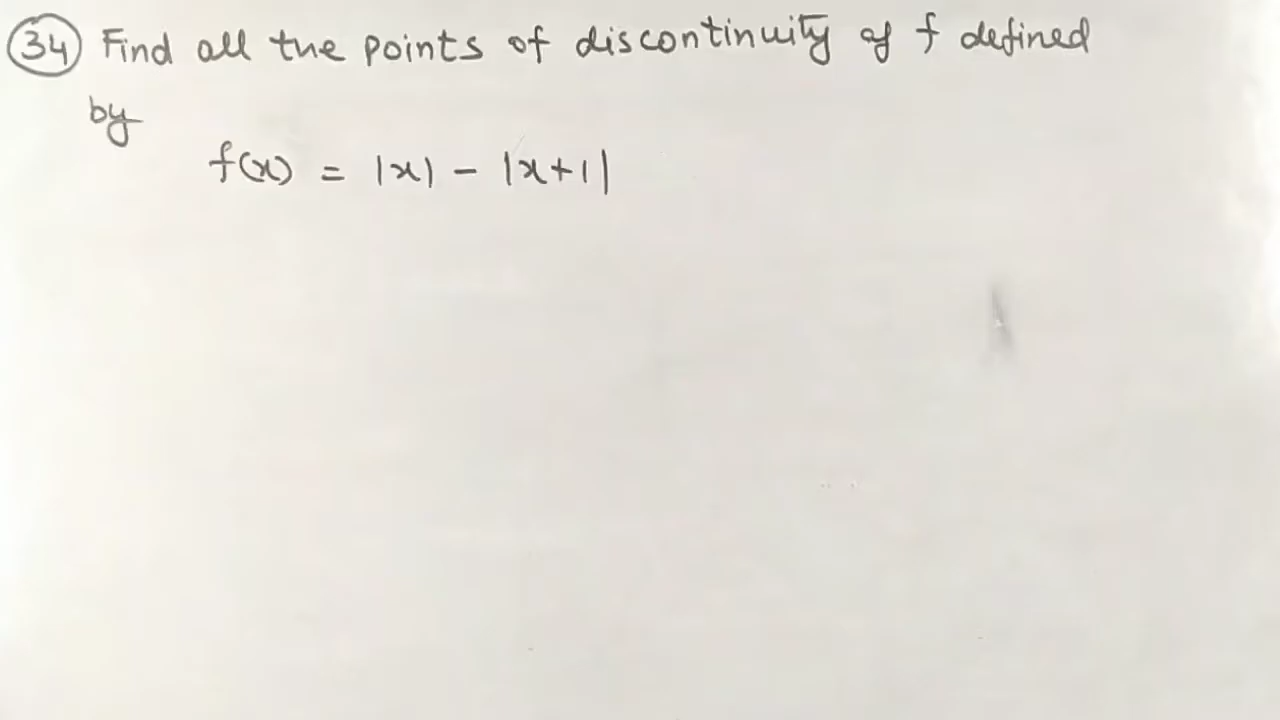 (34) Find all the points of discontinuity of f defined
by
f(x) = |x| - |x+1|